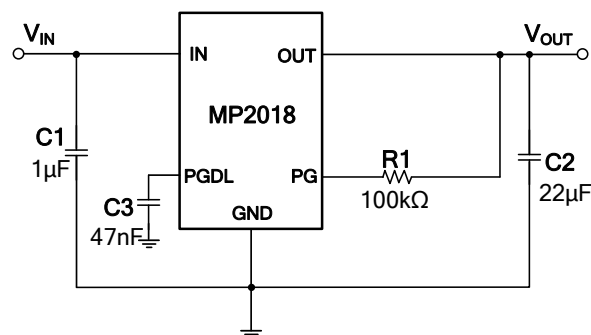 VIN
VOUT
IN
OUT
MP2018
C1
1µF
R1
C2
PGDL
PG
100kΩ
22µF
C3
GND
47nF